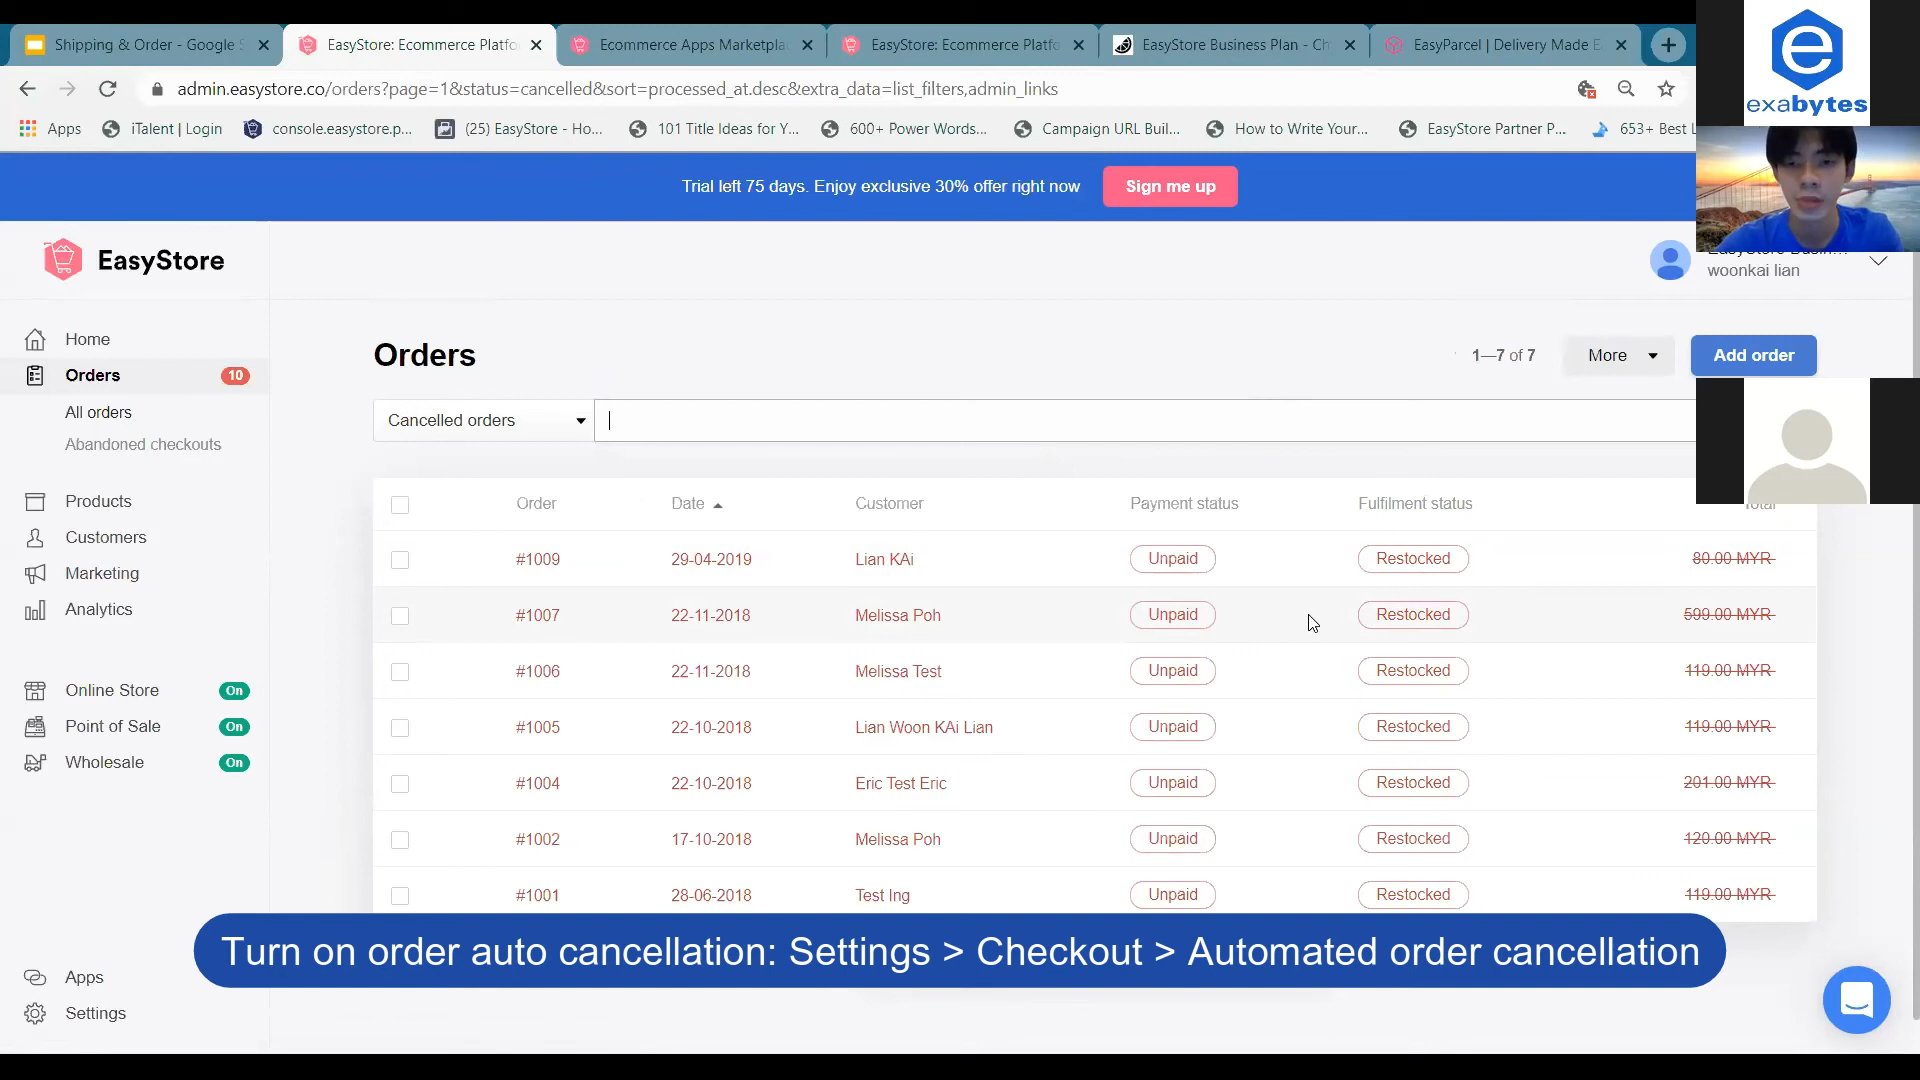 Shipping & Order - Google S
EasyStore: Ecommerce Platfo
Ecommerce Apps Marketpla
EasyStore: Ecommerce Platfo
EasyStore Business Plan - Ch
EasyParcel | Delivery Made E
admin.easystore.co/orders?page=1&status=cancelled&sort=processed_at.desc&extra_data=list_filters,admin_links
exabytes
Apps
iTalent | Login
console.easystore.p...
(25) EasyStore - Ho...
101 Title Ideas for Y...
600+ Power Words...
Campaign URL Buil...
How to Write Your...
EasyStore Partner P...
653+ Best L
Trial left 75 days. Enjoy exclusive 30% offer right now
Sign me up
EasyStore
woonkai lian
Home
Orders 10
All orders
Abandoned checkouts
Products
Customers
Marketing
Analytics
Online Store On
Point of Sale On
Wholesale On
Apps
Settings
Orders
1—7 of 7
More
Add order
Cancelled orders
Order Date Customer Payment status Fulfilment status
#1009 29-04-2019 Lian KAi Unpaid Restocked 80.00 MYR
#1007 22-11-2018 Melissa Poh Unpaid Restocked 599.00 MYR
#1006 22-11-2018 Melissa Test Unpaid Restocked 119.00 MYR
#1005 22-10-2018 Lian Woon KAi Lian Unpaid Restocked 119.00 MYR
#1004 22-10-2018 Eric Test Eric Unpaid Restocked 201.00 MYR
#1002 17-10-2018 Melissa Poh Unpaid Restocked 120.00 MYR
#1001 28-06-2018 Test Ing Unpaid Restocked 119.00 MYR
Turn on order auto cancellation: Settings > Checkout > Automated order cancellation